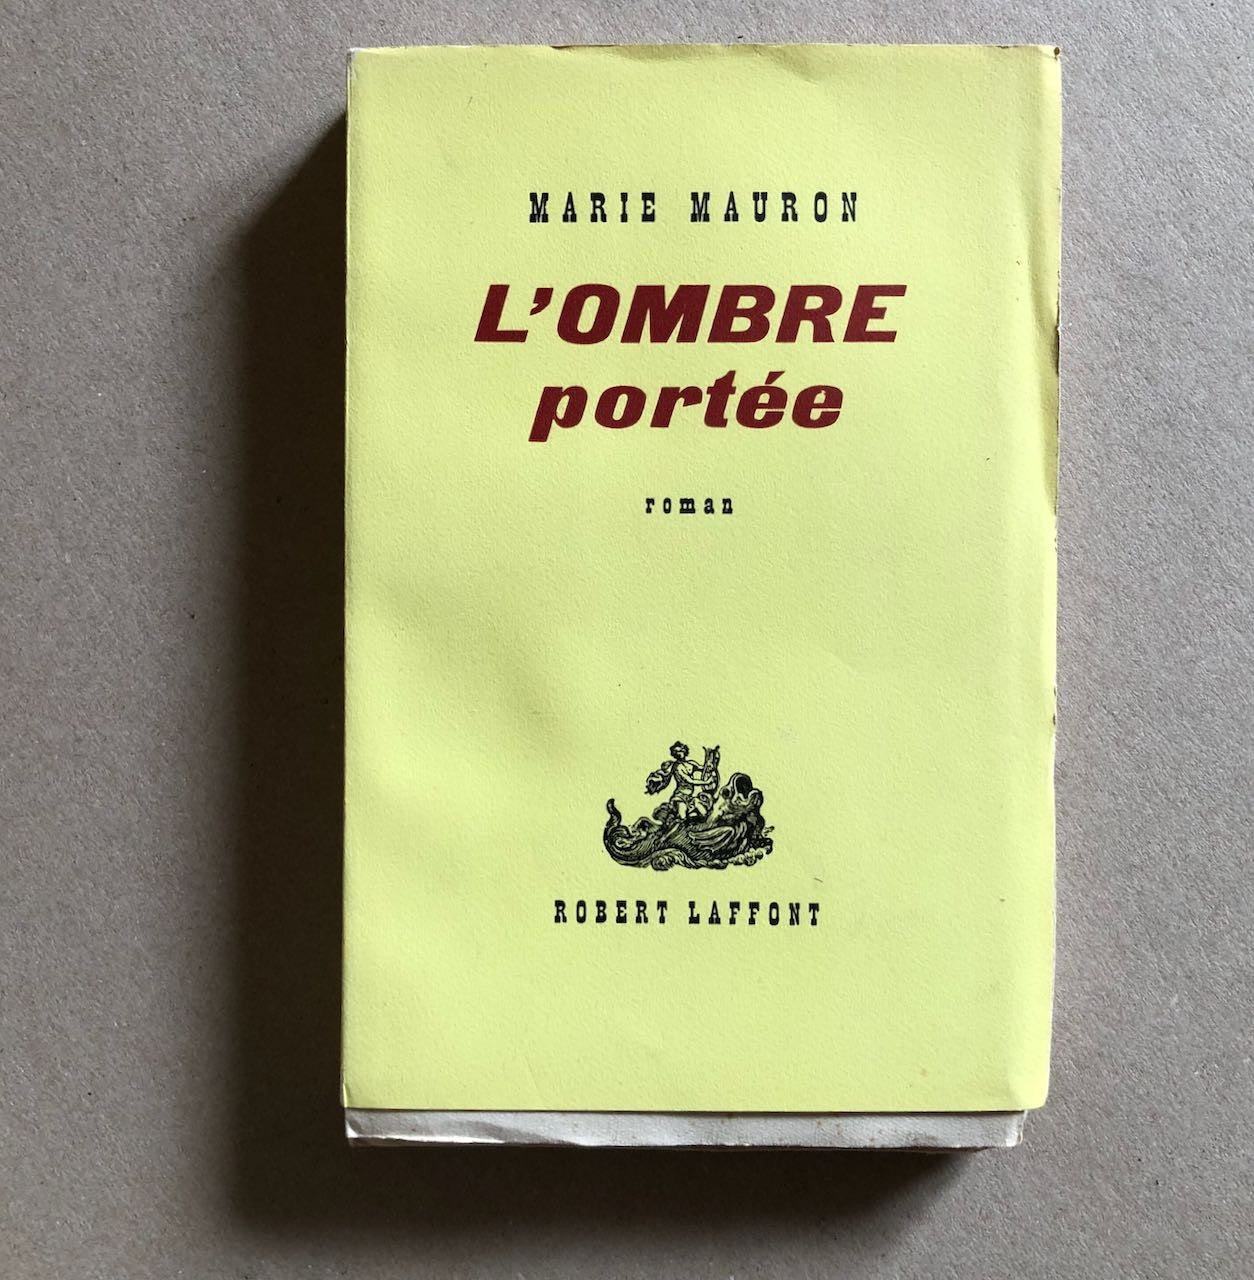 MARIE MAURON
L'OMBRE
portée
roman
ROBERT LAFFONT